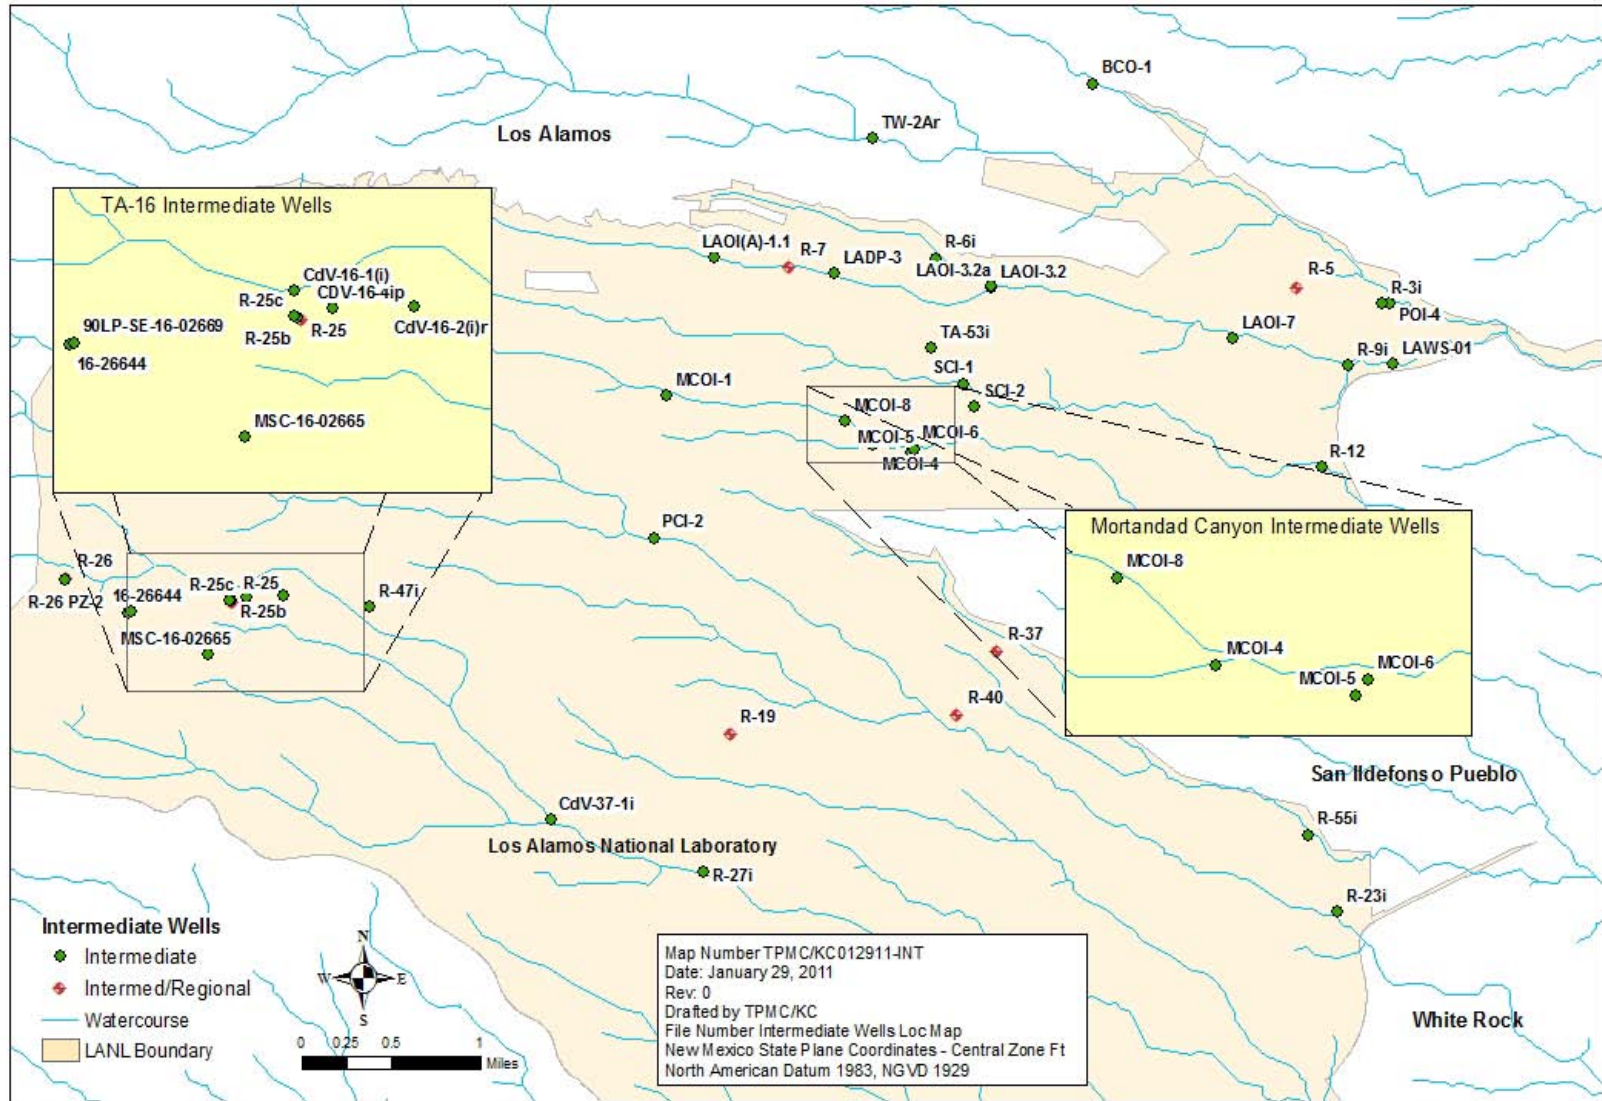 BCO-1
TW-2Ar
Los Alamos
TA-16 Intermediate Wells
CdV-16-1(i)
CDV-16-4ip
R-25c
R-25
CdV-16-2(i)r
R-25b
90LP-SE-16-02669
16-26644
MSC-16-02665
LAOI(A)-1.1
R-7
LADP-3
R-6i
LAOI-3.2a
LAOI-3.2
R-5
R-3i
POI-4
LAOI-7
R-9i
LAWS-01
TA-53i
SCI-1
SCI-2
MCOI-1
MCOI-8
MCOI-5
MCOI-6
MCOI-4
R-12
PCI-2
Mortandad Canyon Intermediate Wells
MCOI-8
MCOI-4
MCOI-6
MCOI-5
R-26
R-26 PZ-2
16-26644
R-25c
R-25
R-25b
R-47i
MSC-16-02665
R-37
R-40
R-19
San Ildefonso Pueblo
CdV-37-1i
R-55i
Los Alamos National Laboratory
R-27i
R-23i
White Rock
Intermediate Wells
Intermediate
Intermed/Regional
Watercourse
LANL Boundary
N
W
E
S
0 0.25 0.5 1
Miles
Map Number TPMC/KC012911-INT
Date: January 29, 2011
Rev: 0
Drafted by TPMC/KC
File Number Intermediate Wells Loc Map
New Mexico State Plane Coordinates - Central Zone Ft
North American Datum 1983, NGVD 1929